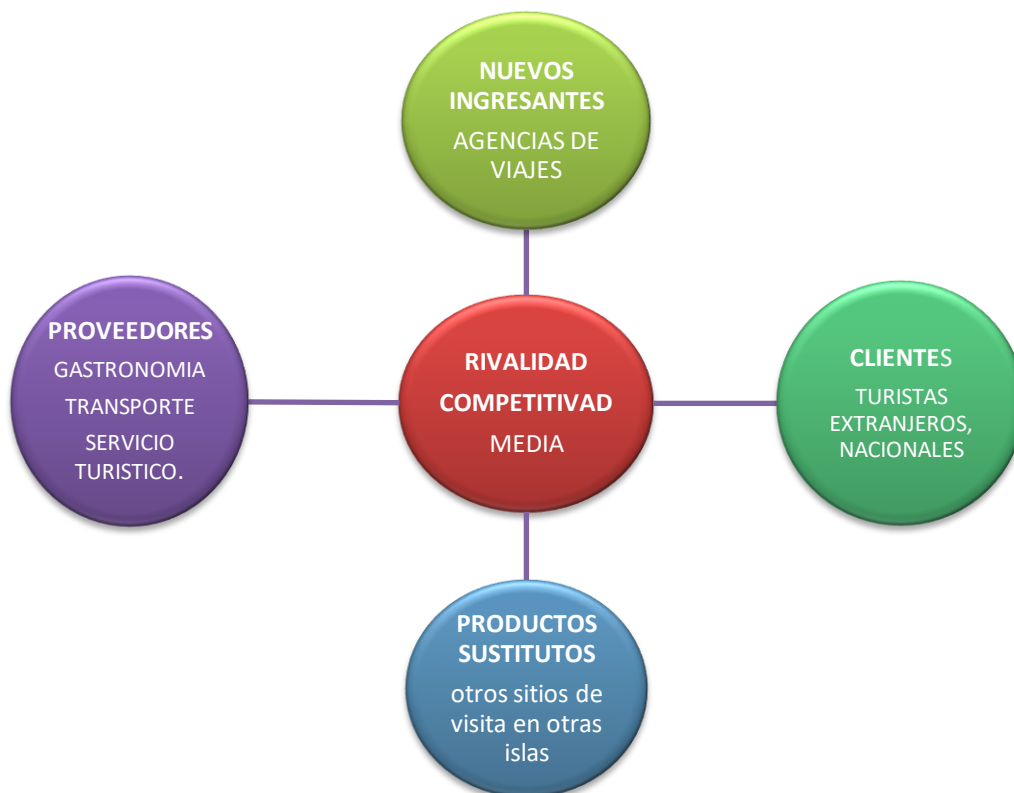 NUEVOS
INGRESANTES
AGENCIAS DE
VIAJES
PROVEEDORES
GASTRONOMIA
TRANSPORTE
SERVICIO
TURISTICO.
RIVALIDAD
COMPETITIVAD
MEDIA
CLIENTES
TURISTAS
EXTRANJEROS,
NACIONALES
PRODUCTOS
SUSTITUTOS
otros sitios de
visita en otras
islas